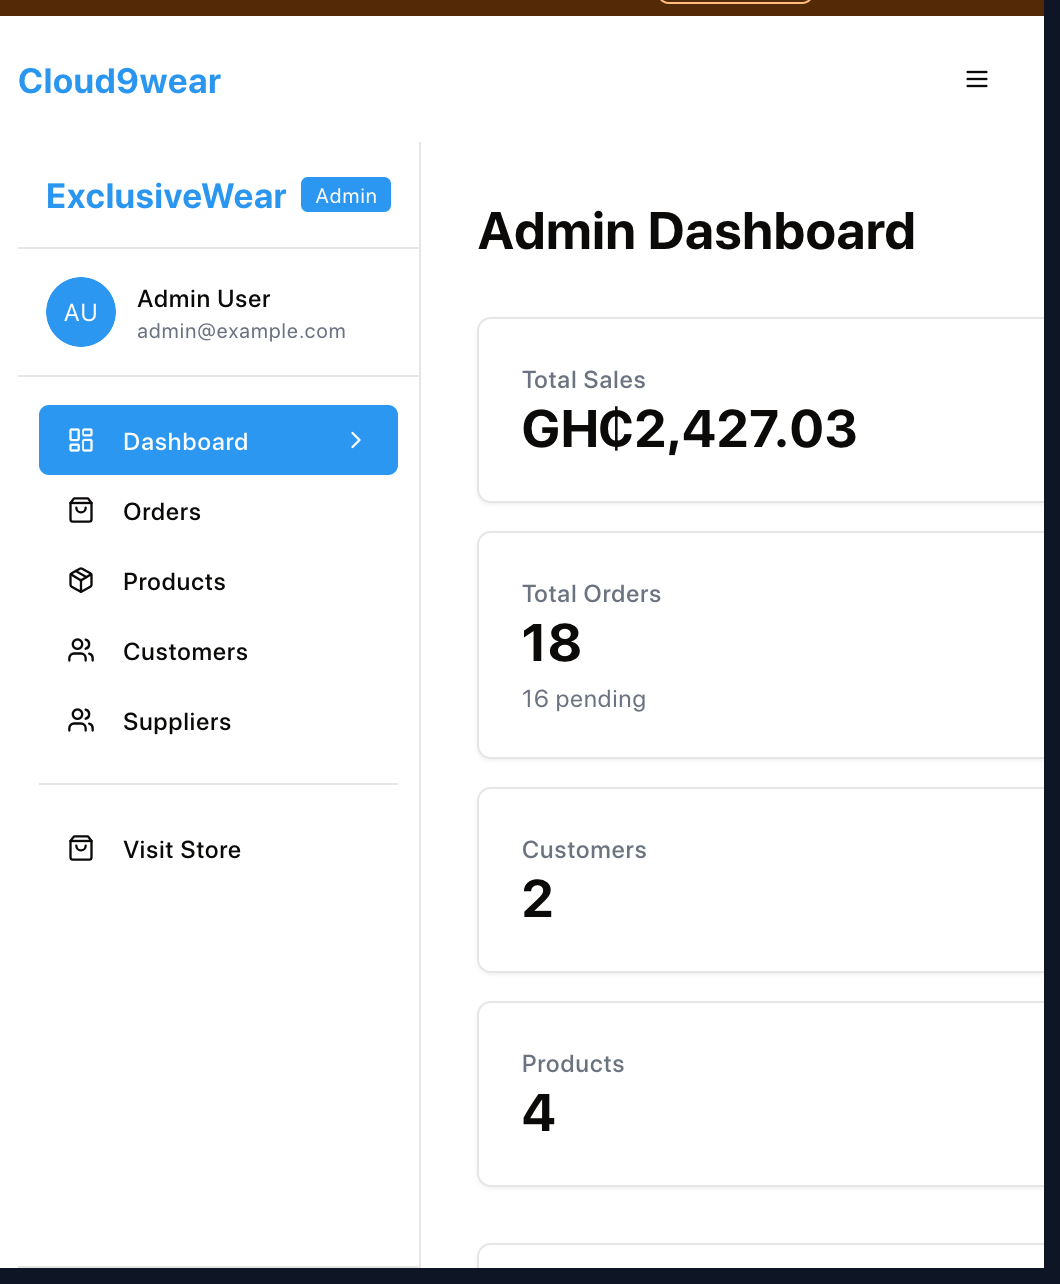 Cloud9wear
ExclusiveWear Admin
AU
Admin User
admin@example.com
Dashboard
Orders
Products
Customers
Suppliers
Visit Store
Admin Dashboard
Total Sales
GH₵2,427.03
Total Orders
18
16 pending
Customers
2
Products
4